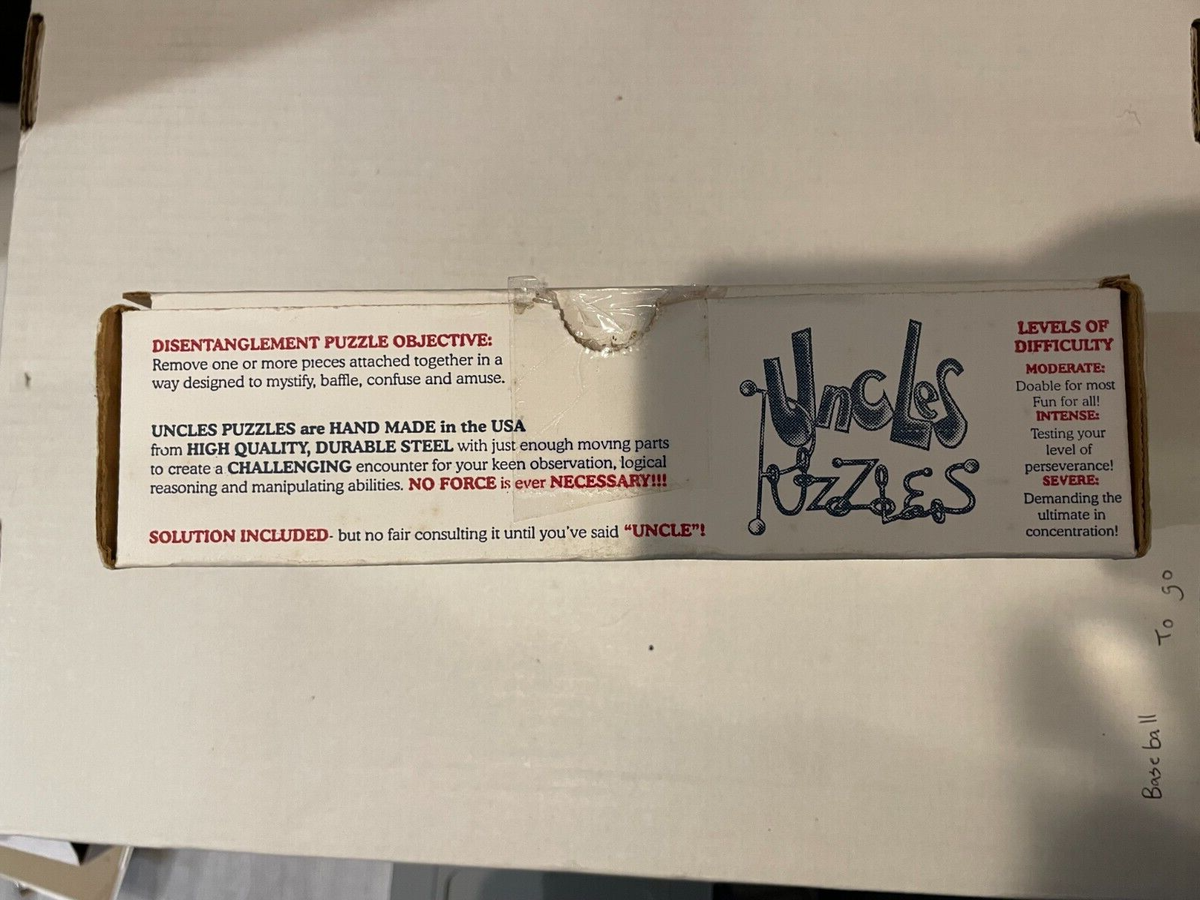 DISENTANGLEMENT PUZZLE OBJECTIVE:
Remove one or more pieces attached together in a
way designed to mystify, baffle, confuse and amuse.
UNCLES PUZZLES are HAND MADE in the USA
from HIGH QUALITY, DURABLE STEEL with just enough moving parts
to create a CHALLENGING encounter for your keen observation, logical
reasoning and manipulating abilities. NO FORCE is ever NECESSARY!!!
SOLUTION INCLUDED- but no fair consulting it until you've said “UNCLE”!
UncLes
PUZZLES
LEVELS OF
DIFFICULTY
MODERATE:
Doable for most
Fun for all!
INTENSE:
Testing your
level of
perseverance!
SEVERE:
Demanding the
ultimate in
concentration!
Baseball To go